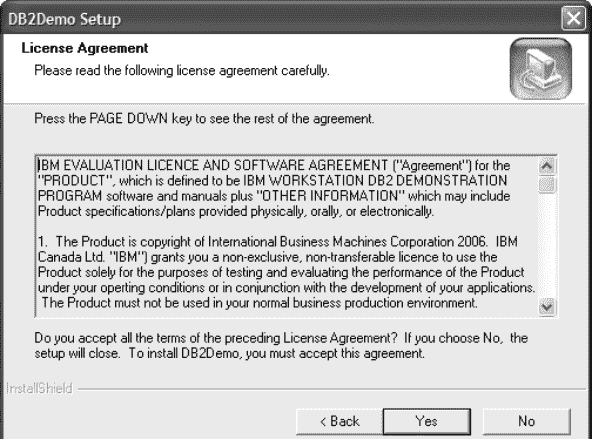 DB2Demo Setup
License Agreement
Please read the following license agreement carefully.
Press the PAGE DOWN key to see the rest of the agreement.
IBM EVALUATION LICENCE AND SOFTWARE AGREEMENT ("Agreement") for the
"PRODUCT", which is defined to be IBM WORKSTATION DB2 DEMONSTRATION
PROGRAM software and manuals plus "OTHER INFORMATION" which may include
Product specifications/plans provided physically, orally, or electronically.
1. The Product is copyright of International Business Machines Corporation 2006. IBM
Canada Ltd. "IBM") grants you a non-exclusive, non-transferable licence to use the
Product solely for the purposes of testing and evaluating the performance of the Product
under your operting conditions or in conjunction with the development of your applications.
The Product must not be used in your normal business production environment.
Do you accept all the terms of the preceding License Agreement? If you choose No, the
setup will close. To install DB2Demo, you must accept this agreement.
InstallShield
< Back Yes No